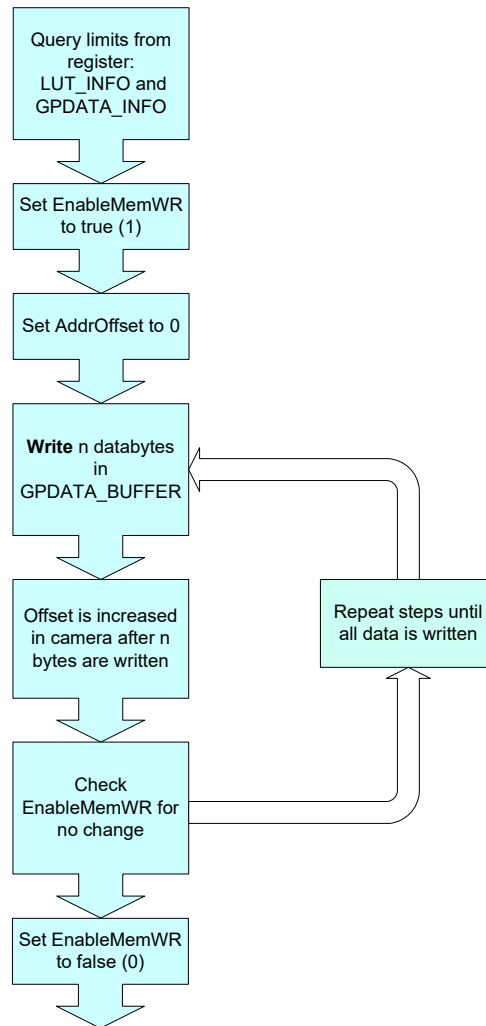 Query limits from
register:
LUT_INFO and
GPDATA_INFO
Set EnableMemWR
to true (1)
Set AddrOffset to 0
Write n databytes
in
GPDATA_BUFFER
Offset is increased
in camera after n
bytes are written
Repeat steps until
all data is written
Check
EnableMemWR for
no change
Set EnableMemWR
to false (0)